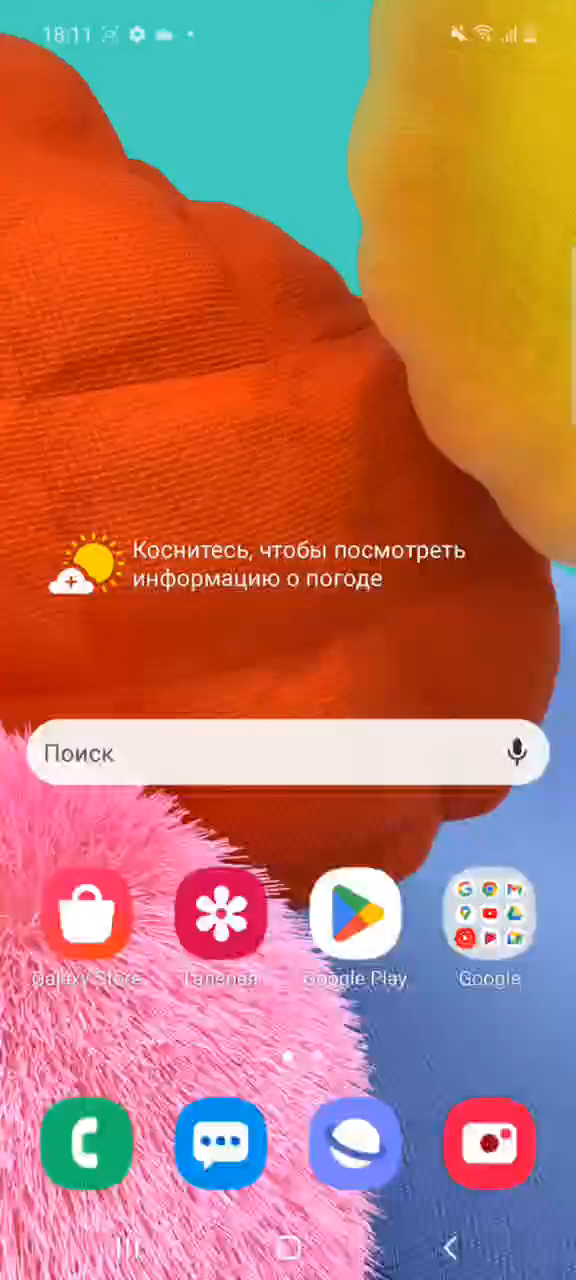 18:11
Коснитесь, чтобы посмотреть
информацию о погоде
Поиск
Galaxy Store
Галерея
Google Play
Google